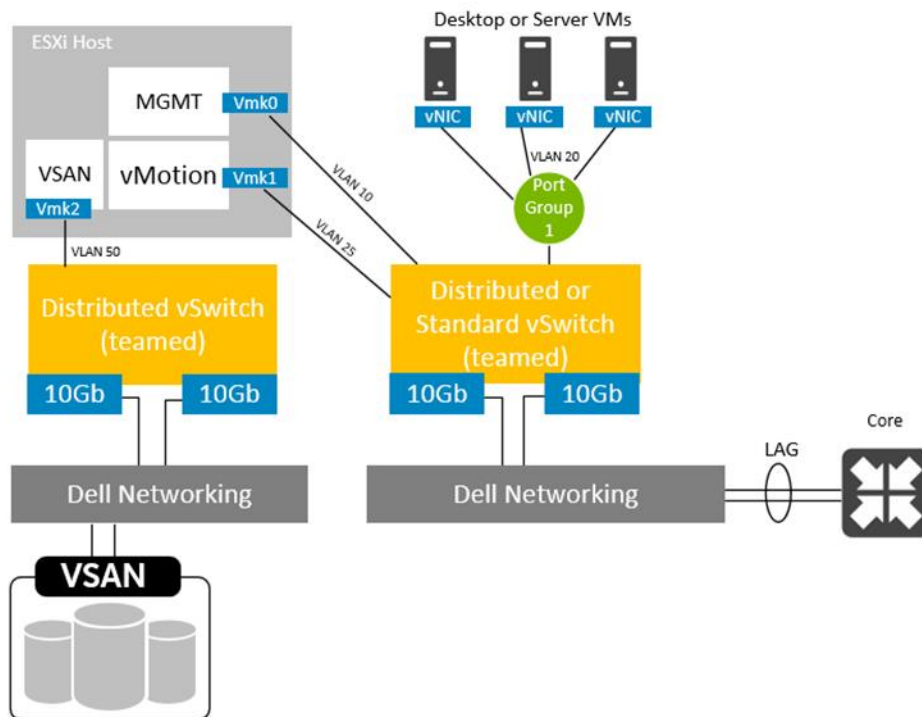 Desktop or Server VMs
ESXi Host
MGMT
Vmk0
vNIC
vNIC
vNIC
VSAN
vMotion
Vmk1
Vmk2
VLAN 10
VLAN 20
Port
Group
1
VLAN 50
VLAN 25
Distributed vSwitch
(teamed)
Distributed or
Standard vSwitch
(teamed)
10Gb
10Gb
10Gb
10Gb
Core
LAG
Dell Networking
Dell Networking
VSAN